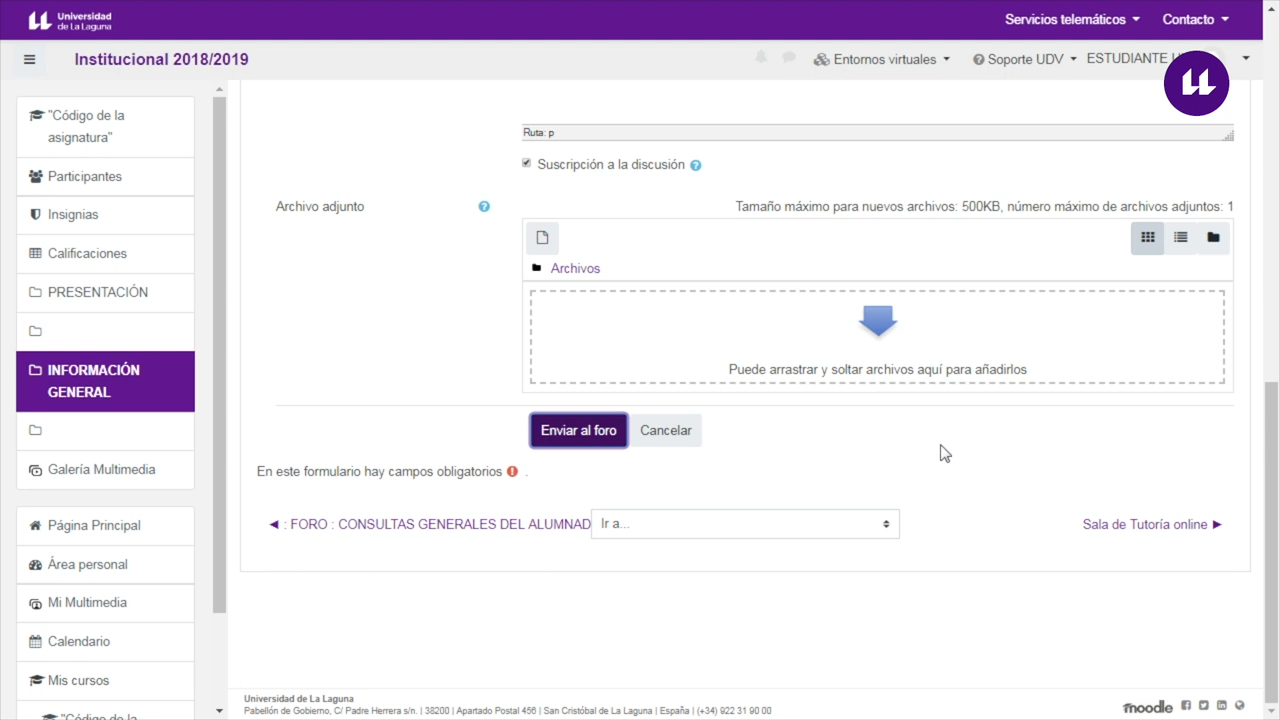 Universidad
de La Laguna
Servicios telemáticos
Contacto
Institucional 2018/2019
Entornos virtuales
Soporte UDV
ESTUDIANTE
"Código de la
asignatura"
Participantes
Insignias
Calificaciones
PRESENTACIÓN
INFORMACIÓN
GENERAL
Galería Multimedia
Página Principal
Área personal
Mi Multimedia
Calendario
Mis cursos
"Código de la
Ruta: p
Suscripción a la discusión
Archivo adjunto
Tamaño máximo para nuevos archivos: 500KB, número máximo de archivos adjuntos: 1
Archivos
Puede arrastrar y soltar archivos aquí para añadirlos
Enviar al foro
Cancelar
En este formulario hay campos obligatorios .
◄ : FORO : CONSULTAS GENERALES DEL ALUMNAD
Ir a...
Sala de Tutoría online ►
Universidad de La Laguna
Pabellón de Gobierno, C/ Padre Herrera s/n. | 38200 | Apartado Postal 456 | San Cristóbal de La Laguna | España | (+34) 922 31 90 00
moodle